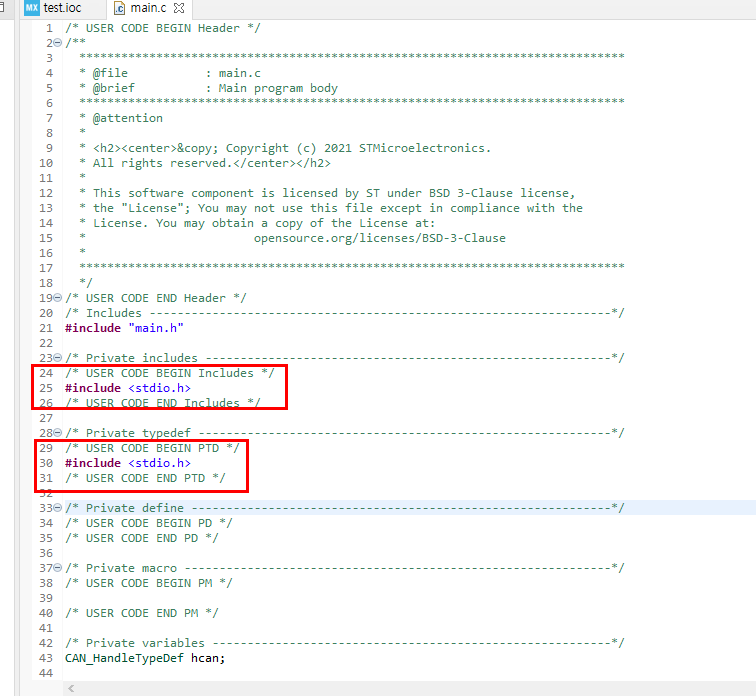 MX test.ioc
.c main.c
1 /* USER CODE BEGIN Header */
2 /**
3 ******************************************************************************
4 * @file : main.c
5 * @brief : Main program body
6 ******************************************************************************
7 * @attention
8 *
9 * <h2><center>&copy; Copyright (c) 2021 STMicroelectronics.
10 * All rights reserved.</center></h2>
11 *
12 * This software component is licensed by ST under BSD 3-Clause license,
13 * the "License"; You may not use this file except in compliance with the
14 * License. You may obtain a copy of the License at:
15 * opensource.org/licenses/BSD-3-Clause
16 *
17 ******************************************************************************
18 */
19 /* USER CODE END Header */
20 /* Includes ------------------------------------------------------------------*/
21 #include "main.h"
22
23 /* Private includes ----------------------------------------------------------*/
24 /* USER CODE BEGIN Includes */
25 #include <stdio.h>
26 /* USER CODE END Includes */
27
28 /* Private typedef -----------------------------------------------------------*/
29 /* USER CODE BEGIN PTD */
30 #include <stdio.h>
31 /* USER CODE END PTD */
32
33 /* Private define ------------------------------------------------------------*/
34 /* USER CODE BEGIN PD */
35 /* USER CODE END PD */
36
37 /* Private macro -------------------------------------------------------------*/
38 /* USER CODE BEGIN PM */
39
40 /* USER CODE END PM */
41
42 /* Private variables ---------------------------------------------------------*/
43 CAN_HandleTypeDef hcan;
44